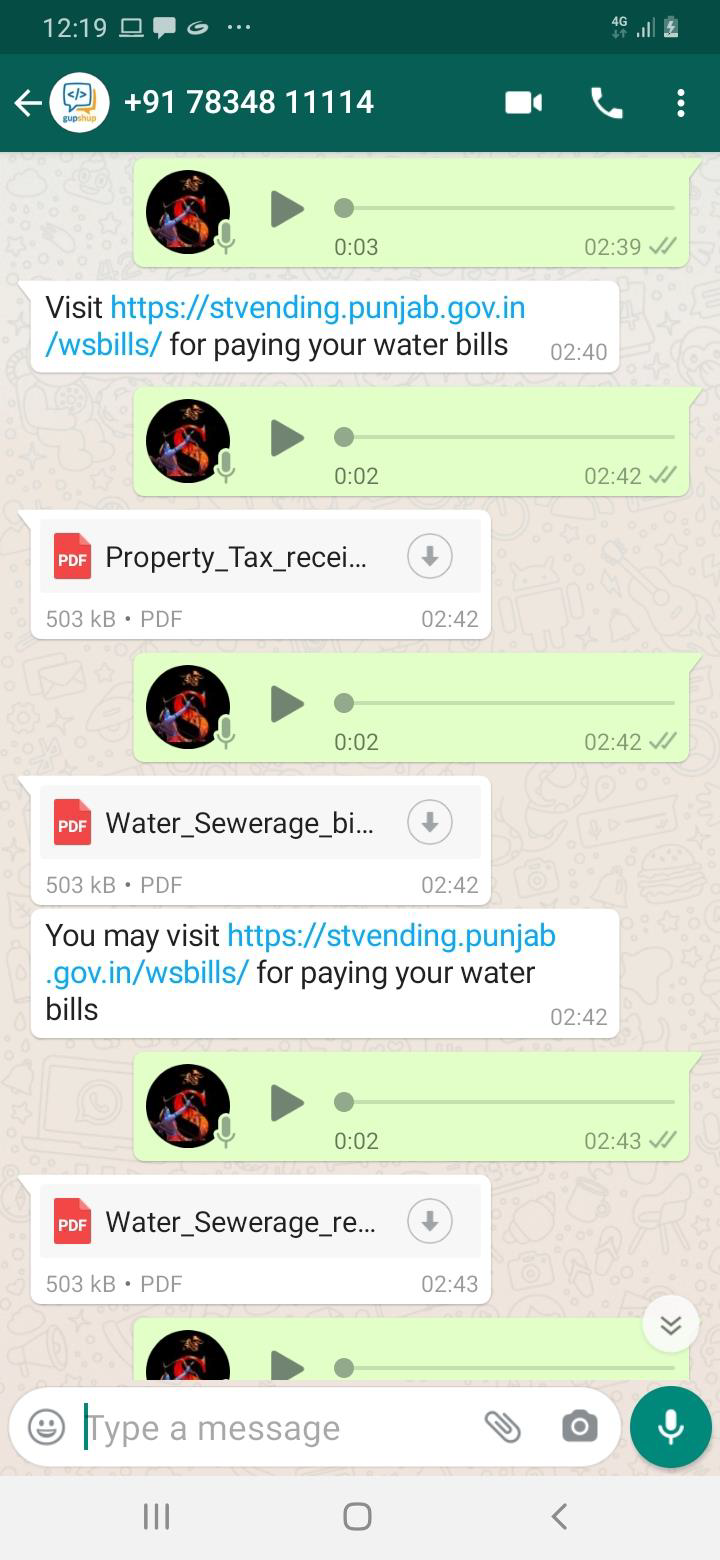 12:19
4G
</>
gupshup
+91 78348 11114
0:03
02:39
Visit https://stvending.punjab.gov.in
/wsbills/ for paying your water bills
02:40
0:02
02:42
PDF
Property_Tax_recei...
503 kB • PDF
02:42
0:02
02:42
PDF
Water_Sewerage_bi...
503 kB • PDF
02:42
You may visit https://stvending.punjab
.gov.in/wsbills/ for paying your water
bills
02:42
0:02
02:43
PDF
Water_Sewerage_re...
503 kB • PDF
02:43
Type a message